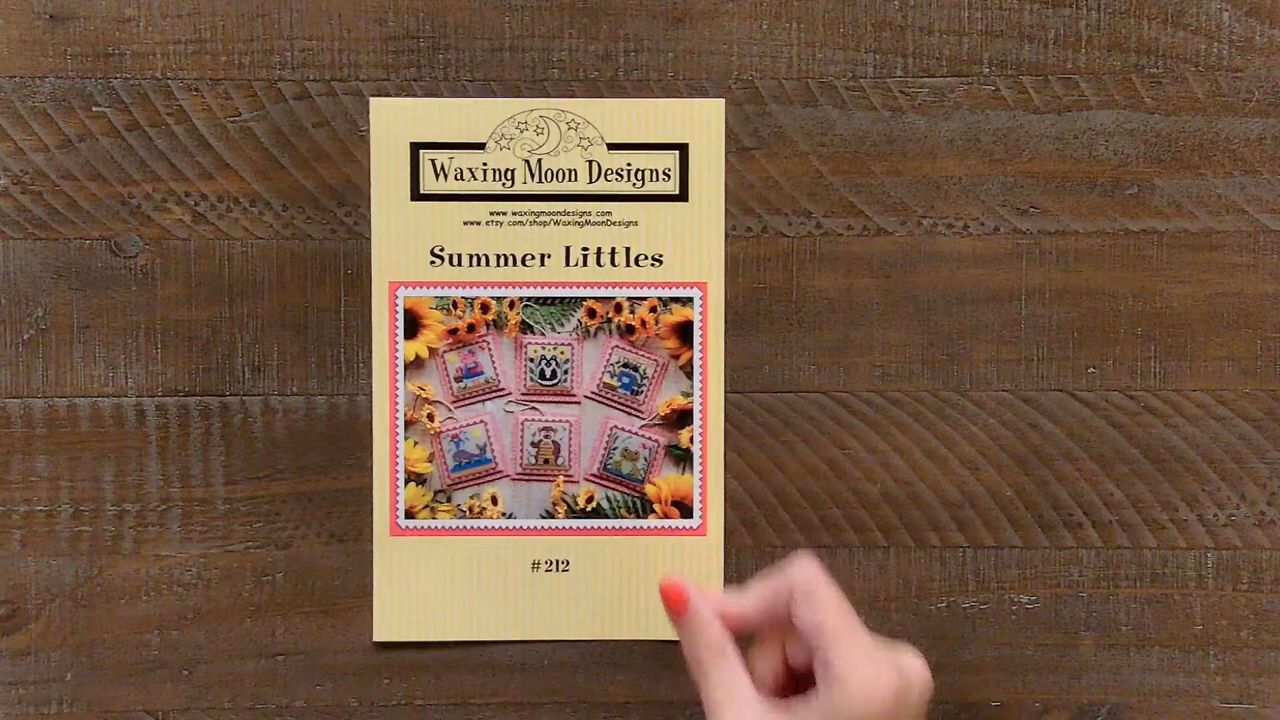 Waxing Moon Designs
www.waxingmoondesigns.com
www.etsy.com/shop/WaxingMoonDesigns
Summer Littles
#212